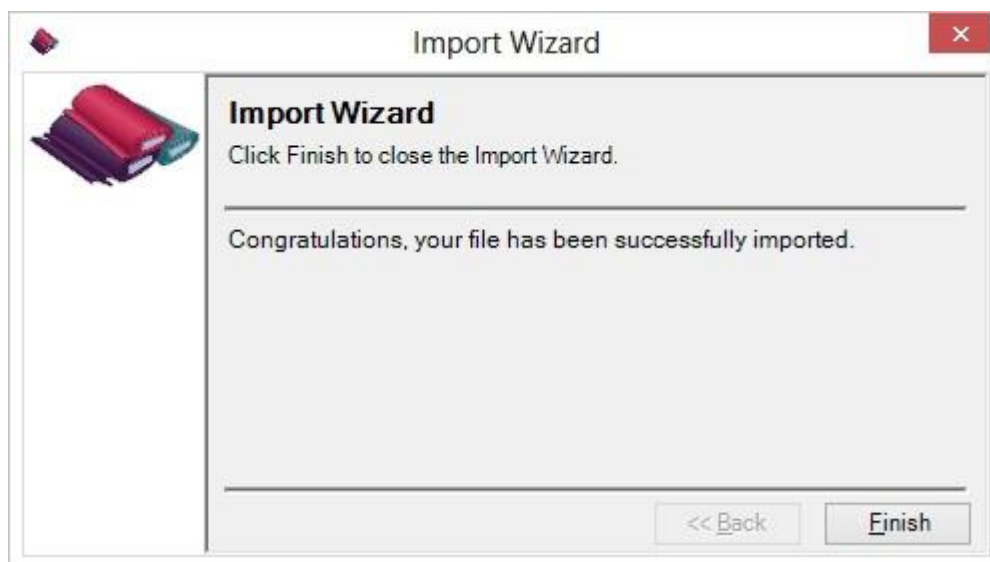 Import Wizard
×
Import Wizard
Click Finish to close the Import Wizard.
Congratulations, your file has been successfully imported.
<< Back
Finish